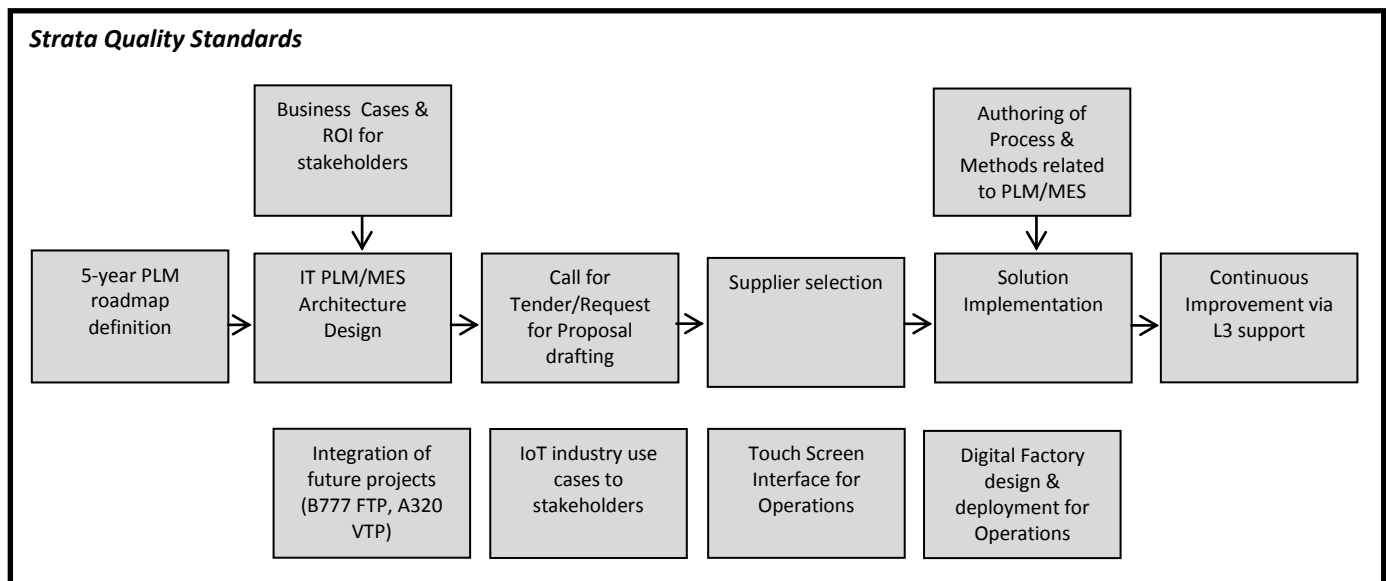 Strata Quality Standards
Business Cases &
ROI for
stakeholders
Authoring of
Process &
Methods related
to PLM/MES
5-year PLM
roadmap
definition
IT PLM/MES
Architecture
Design
Call for
Tender/Request
for Proposal
drafting
Supplier selection
Solution
Implementation
Continuous
Improvement via
L3 support
Integration of
future projects
(B777 FTP, A320
VTP)
IoT industry use
cases to
stakeholders
Touch Screen
Interface for
Operations
Digital Factory
design &
deployment for
Operations